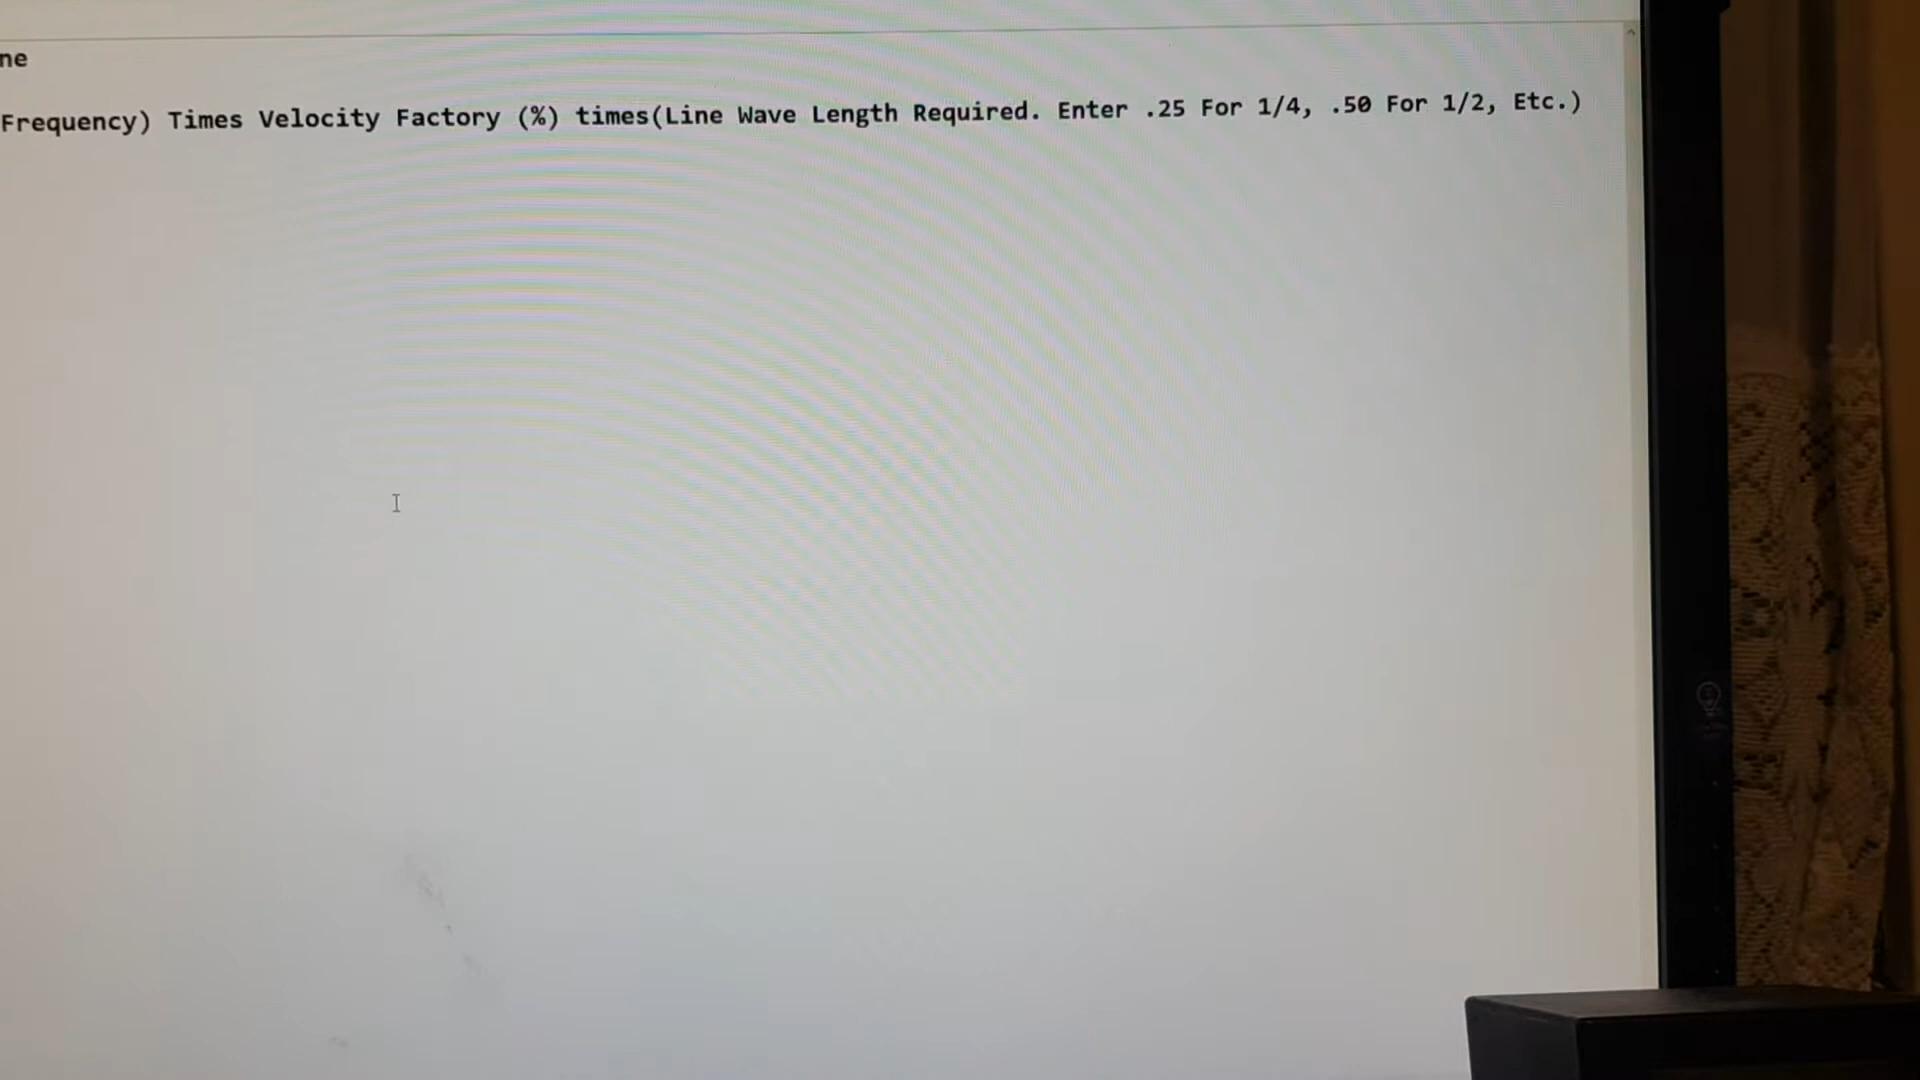 ne
Frequency) Times Velocity Factory (%) times(Line Wave Length Required. Enter .25 For 1/4, .50 For 1/2, Etc.)